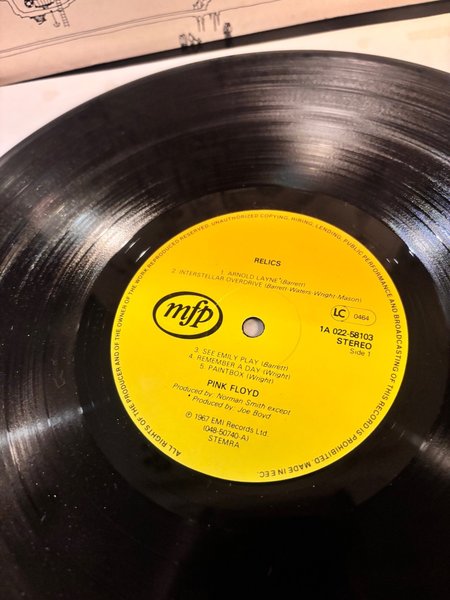 ALL RIGHTS OF THE PRODUCER AND OF THE OWNER OF THE WORK REPRODUCED RESERVED. UNAUTHORIZED COPYING, HIRING, LENDING, PUBLIC PERFORMANCE AND BROADCASTING OF THIS RECORD IS PROHIBITED. MADE IN EEC.
RELICS
1. ARNOLD LAYNE* (Barrett)
2. INTERSTELLAR OVERDRIVE (Barrett-Waters-Wright-Mason)
mfp
LC 0464
1A 022-58103
STEREO
Side 1
3. SEE EMILY PLAY (Barrett)
4. REMEMBER A DAY (Wright)
5. PAINTBOX (Wright)
PINK FLOYD
Produced by: Norman Smith except
* Produced by: Joe Boyd
℗ 1967 EMI Records Ltd
(048-50740-A)
STEMRA